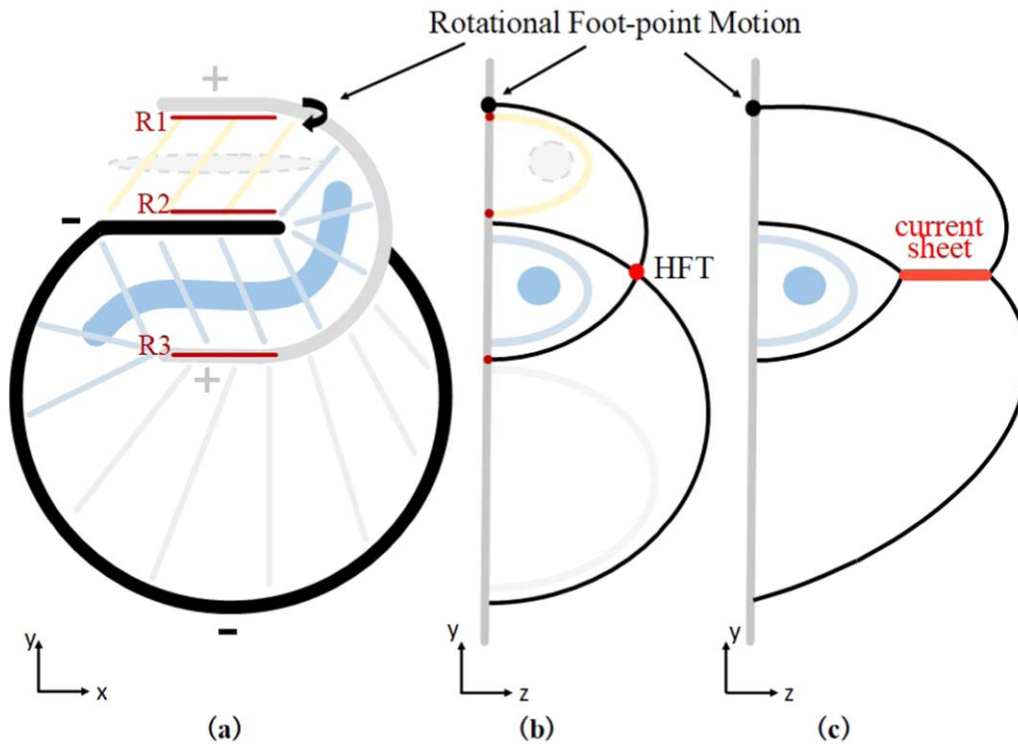 Rotational Foot-point Motion
+
R1
R2
-
R3
+
-
HFT
current
sheet
y
x
y
z
y
z
(a)
(b)
(c)